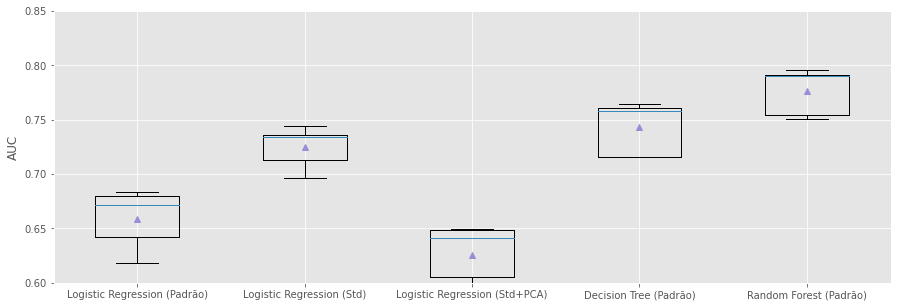 0.85
0.80
0.75
0.70
0.65
0.60
AUC
Logistic Regression (Padrão)
Logistic Regression (Std)
Logistic Regression (Std+PCA)
Decision Tree (Padrão)
Random Forest (Padrão)